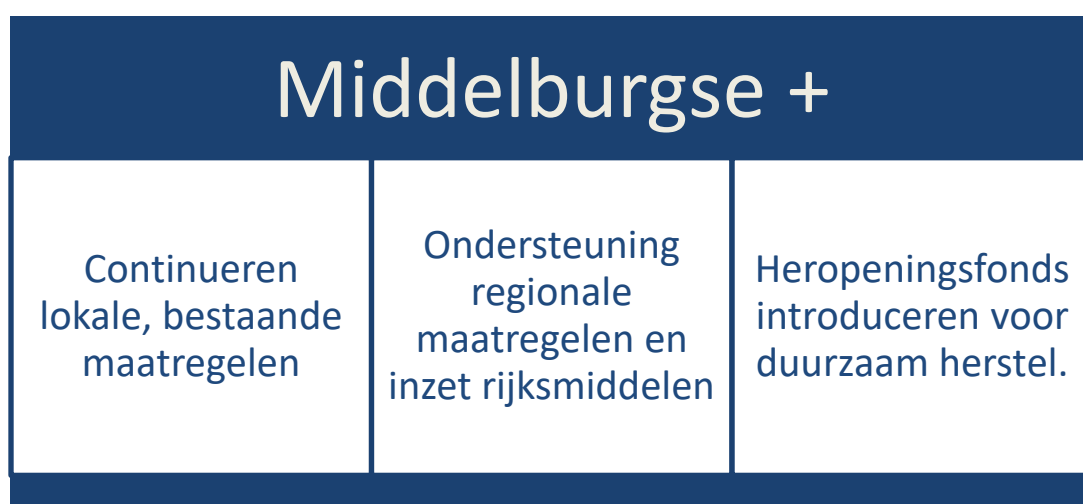 Middelburgse +
Continueren
lokale, bestaande
maatregelen
Ondersteuning
regionale
maatregelen en
inzet rijksmiddelen
Heropeningsfonds
introduceren voor
duurzaam herstel.